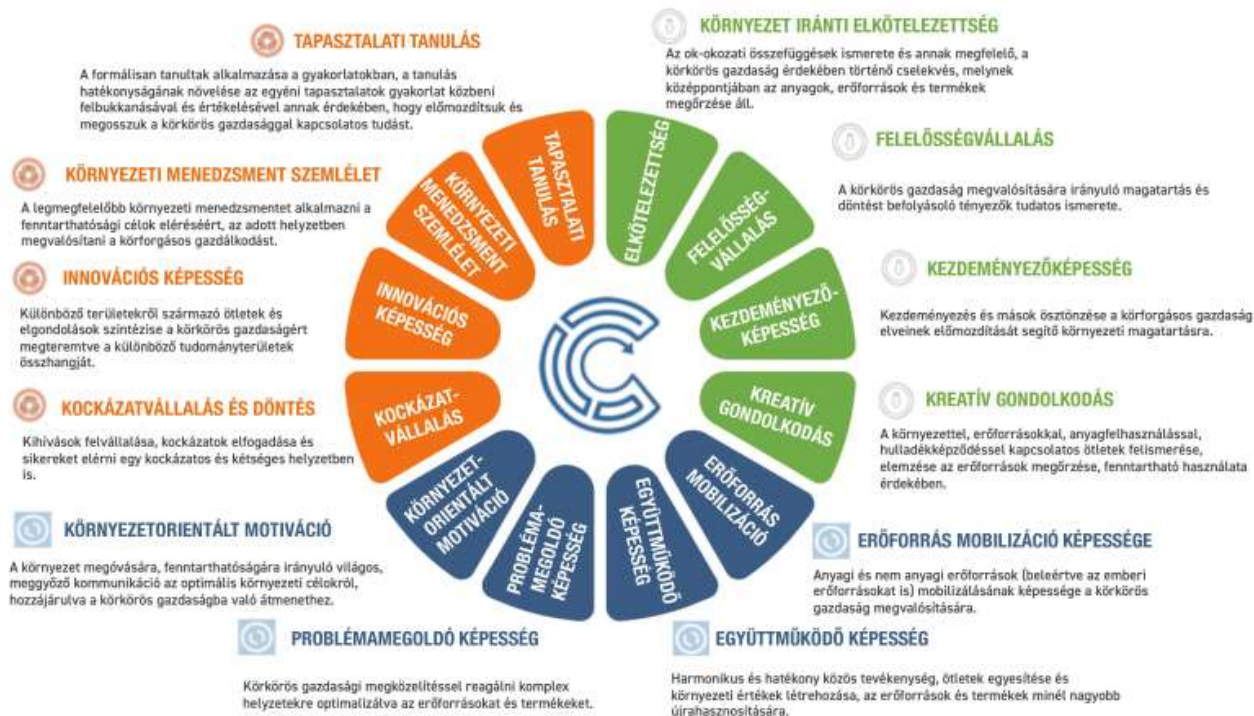 TAPASZTALATI TANULÁS
A formálisan tanultak alkalmazása a gyakorlatokban, a tanulás
hatékonyságának növelése az egyéni tapasztalatok gyakorlat közbeni
felbukkanásával és értékelésével annak érdekében, hogy előmozdítsuk és
megosszuk a körkörös gazdasággal kapcsolatos tudást.
KÖRNYEZETI MENEDZSMENT SZEMLÉLET
A legmegfelelőbb környezeti menedzsmentet alkalmazni a
fenntarthatósági célok eléréséért, az adott helyzetben
megvalósítani a körforgásos gazdálkodást.
INNOVÁCIÓS KÉPESSÉG
Különböző területekről származó ötletek és
elgondolások szintézise a körkörös gazdaságért
megteremtve a különböző tudományterületek
összhangját.
KOCKÁZATVÁLLALÁS ÉS DÖNTÉS
Kihívások felvállalása, kockázatok elfogadása és
sikereket elérni egy kockázatos és kétséges helyzetben
is.
KÖRNYEZETORIENTÁLT MOTIVÁCIÓ
A környezet megóvására, fenntarthatóságára irányuló világos,
meggyőző kommunikáció az optimális környezeti célokról,
hozzájárulva a körkörös gazdaságba való átmenethez.
PROBLÉMAMEGOLDÓ KÉPESSÉG
Körkörös gazdasági megközelítéssel reagálni komplex
helyzetekre optimalizálva az erőforrásokat és termékeket.
KÖRNYEZET IRÁNTI ELKÖTELEZETTSÉG
Az ok-okozati összefüggések ismerete és annak megfelelő, a
körkörös gazdaság érdekében történő cselekvés, melynek
középpontjában az anyagok, erőforrások és termékek
megőrzése áll.
FELELŐSSÉGVÁLLALÁS
A körkörös gazdaság megvalósítására irányuló magatartás és
döntést befolyásoló tényezők tudatos ismerete.
KEZDEMÉNYEZŐKÉPESSÉG
Kezdeményezés és mások ösztönzése a körforgásos gazdaság
elveinek előmozdítását segítő környezeti magatartásra.
KREATÍV GONDOLKODÁS
A környezettel, erőforrásokkal, anyagfelhasználással,
hulladékképződéssel kapcsolatos ötletek felismerése,
elemzése az erőforrások megőrzése, fenntartható használata
érdekében.
ERŐFORRÁS MOBILIZÁCIÓ KÉPESSÉGE
Anyagi és nem anyagi erőforrások (beleértve az emberi
erőforrásokat is) mobilizálásának képessége a körkörös
gazdaság megvalósítására.
EGYÜTTMŰKÖDŐ KÉPESSÉG
Harmonikus és hatékony közös tevékenység, ötletek egyesítése és
környezeti értékek létrehozása, az erőforrások és termékek minél nagyobb
újrahasznosítására.
TAPASZTALATI
TANULÁS
KÖRNYEZETI
MENEDZSMENT
SZEMLÉLET
INNOVÁCIÓS
KÉPESSÉG
KOCKÁZAT-
VÁLLALÁS
KÖRNYEZET-
ORIENTÁLT
MOTIVÁCIÓ
PROBLÉMA-
MEGOLDÓ
KÉPESSÉG
EGYÜTTMŰKÖDŐ
KÉPESSÉG
ERŐFORRÁS
MOBILIZÁCIÓ
KREATÍV
GONDOLKODÁS
KEZDEMÉNYEZŐ-
KÉPESSÉG
FELELŐSSÉG-
VÁLLALÁS
ELKÖTELEZETTSÉG